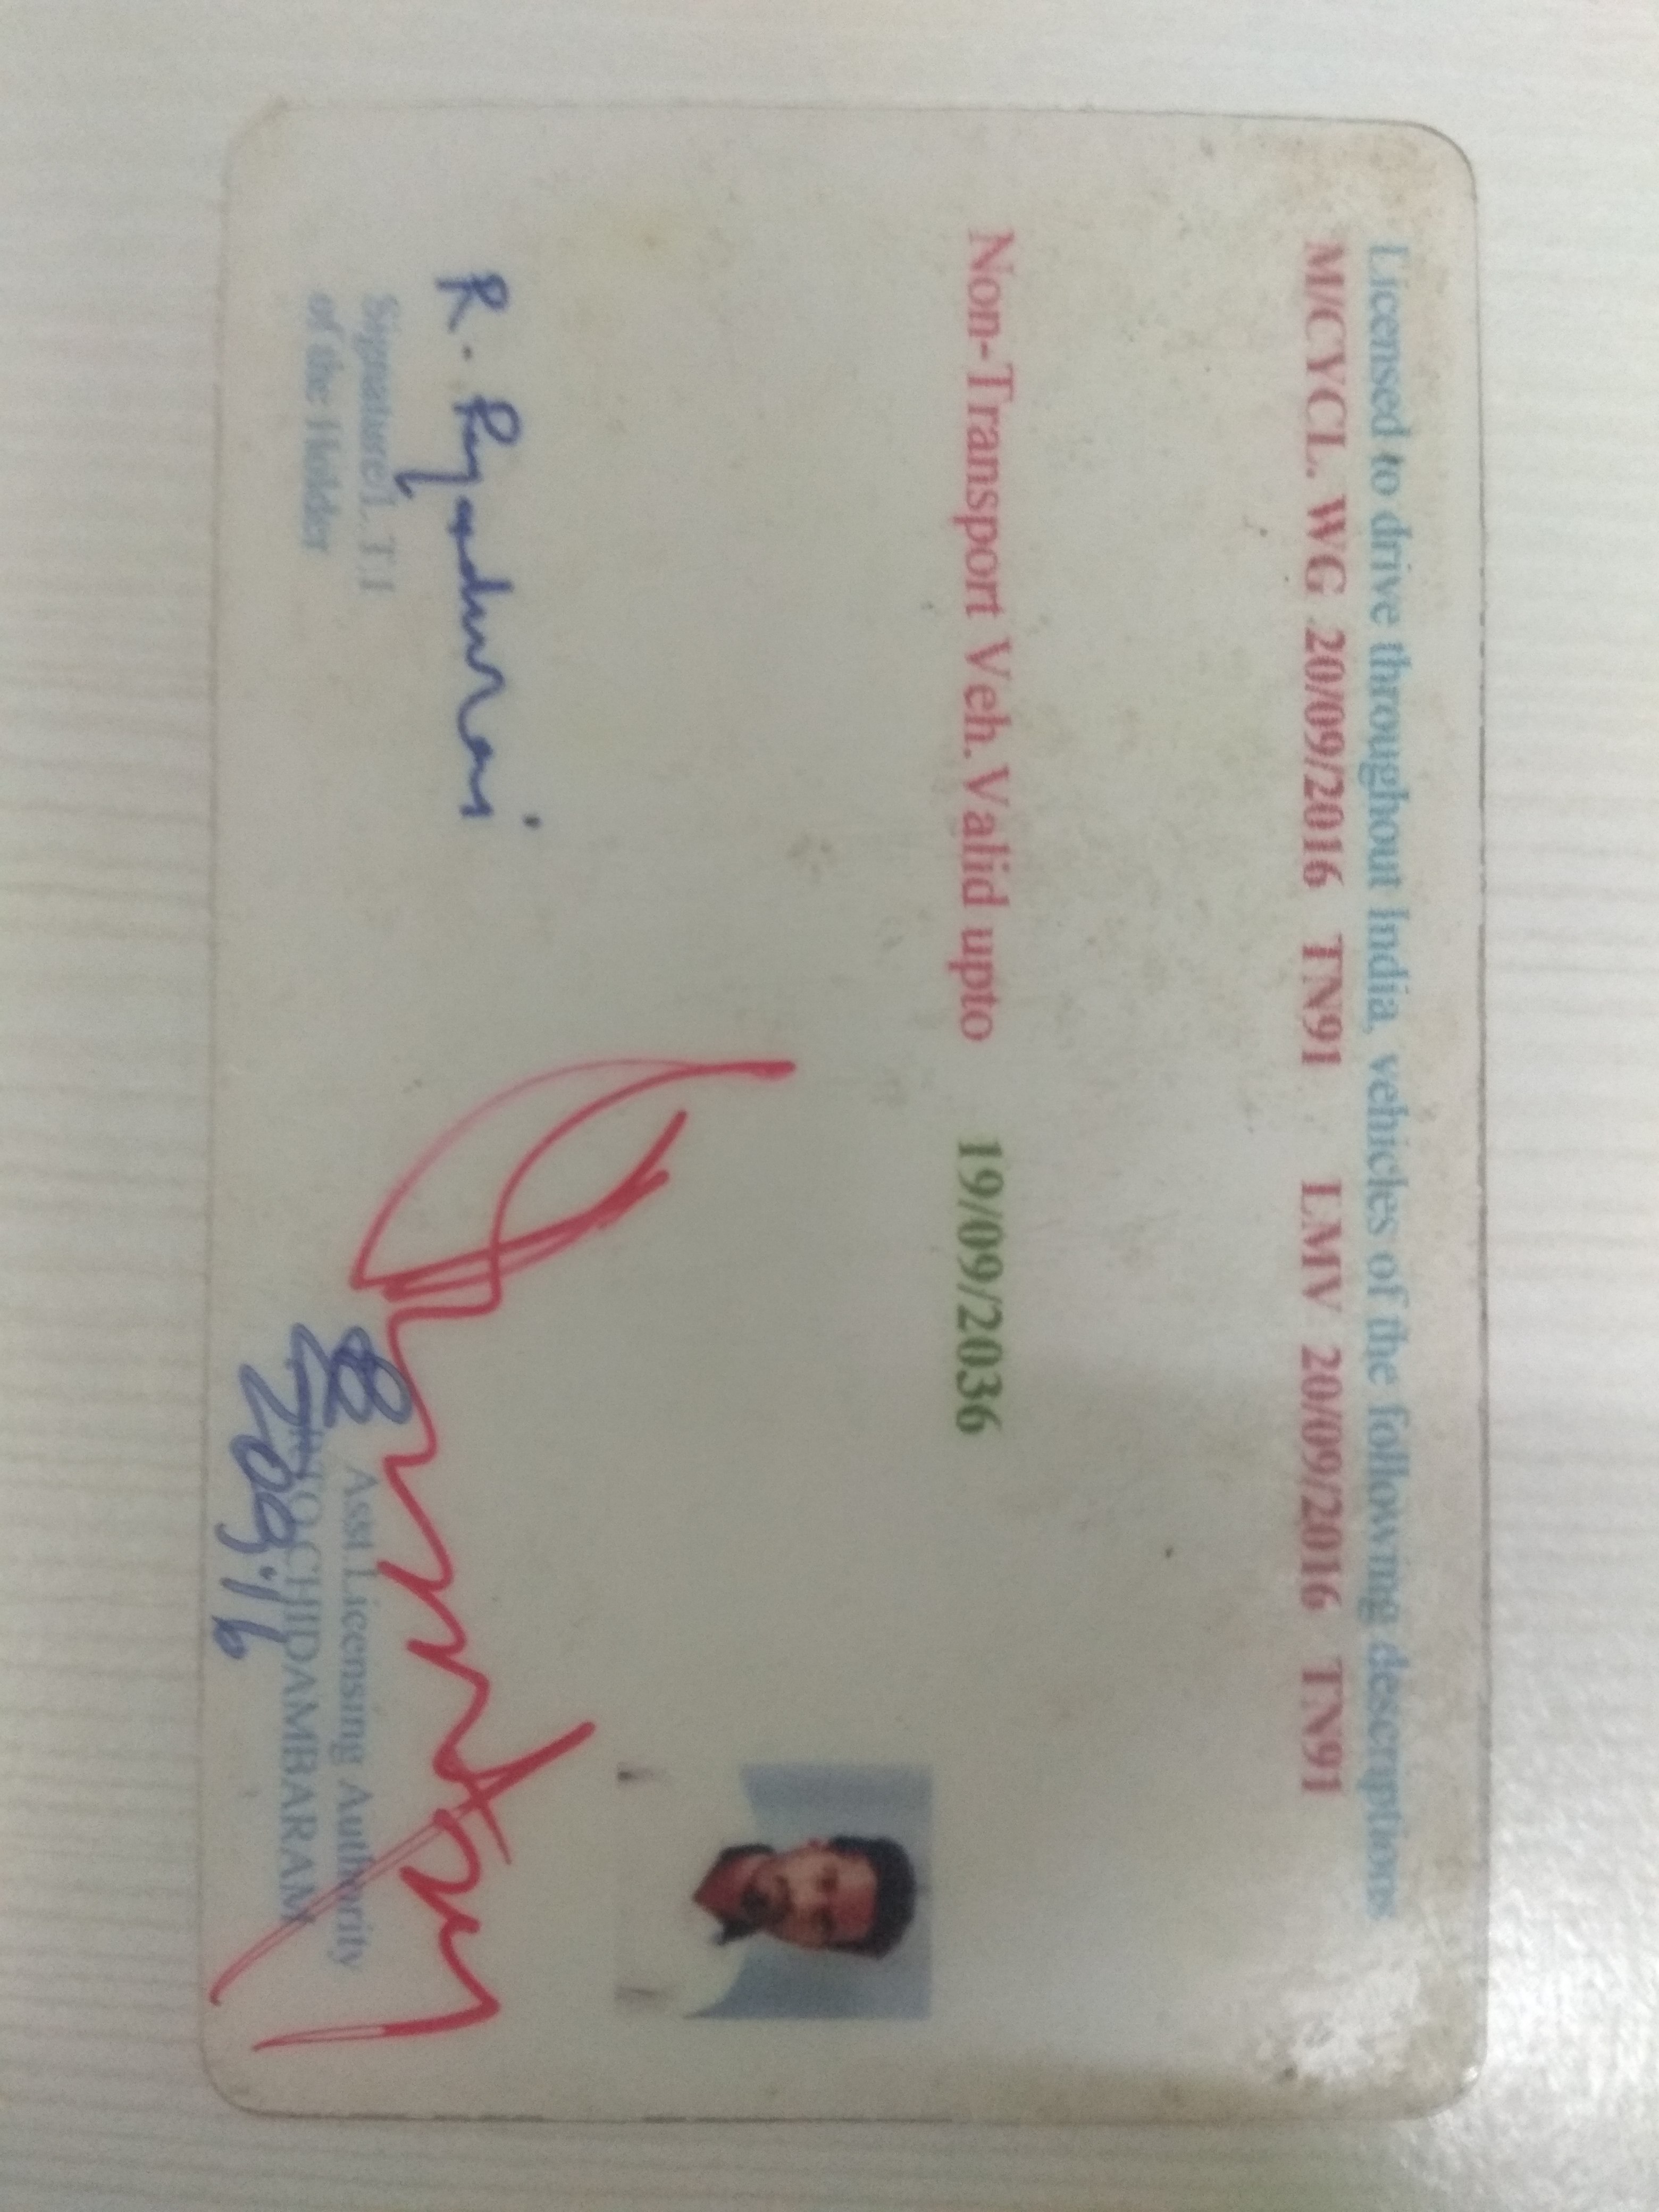 Licensed to drive throughout India, vehicles of the following descriptions
M/CYCL. WG 20/09/2016 TN91 LMV 20/09/2016 TN91
Non-Transport Veh. Valid upto 19/09/2036
R. Rajadurai
Signature/L.T.I
of the Holder
Asst.Licensing Authority
CHIDAMBARAM